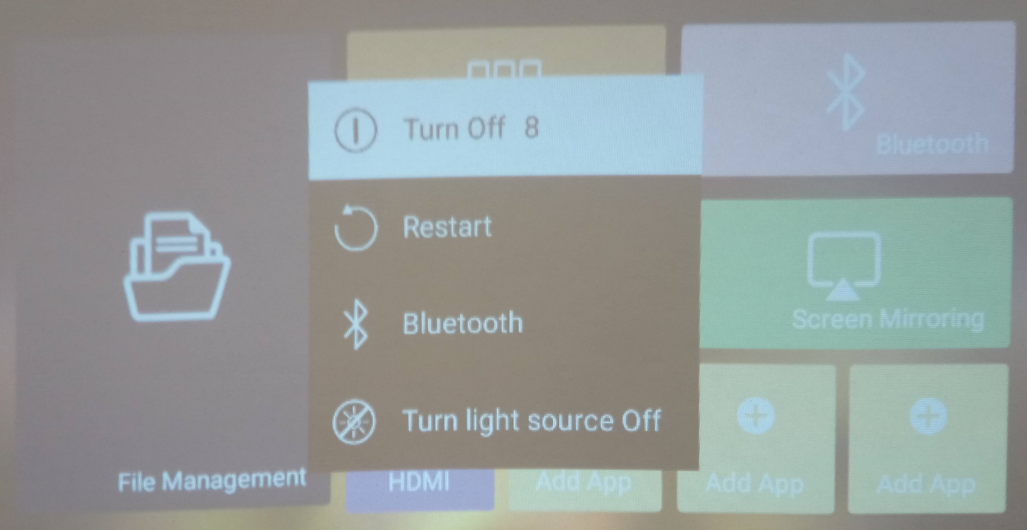 Turn Off 8
Restart
Bluetooth
Turn light source Off
File Management
Bluetooth
Screen Mirroring
HDMI
Add App
Add App
Add App